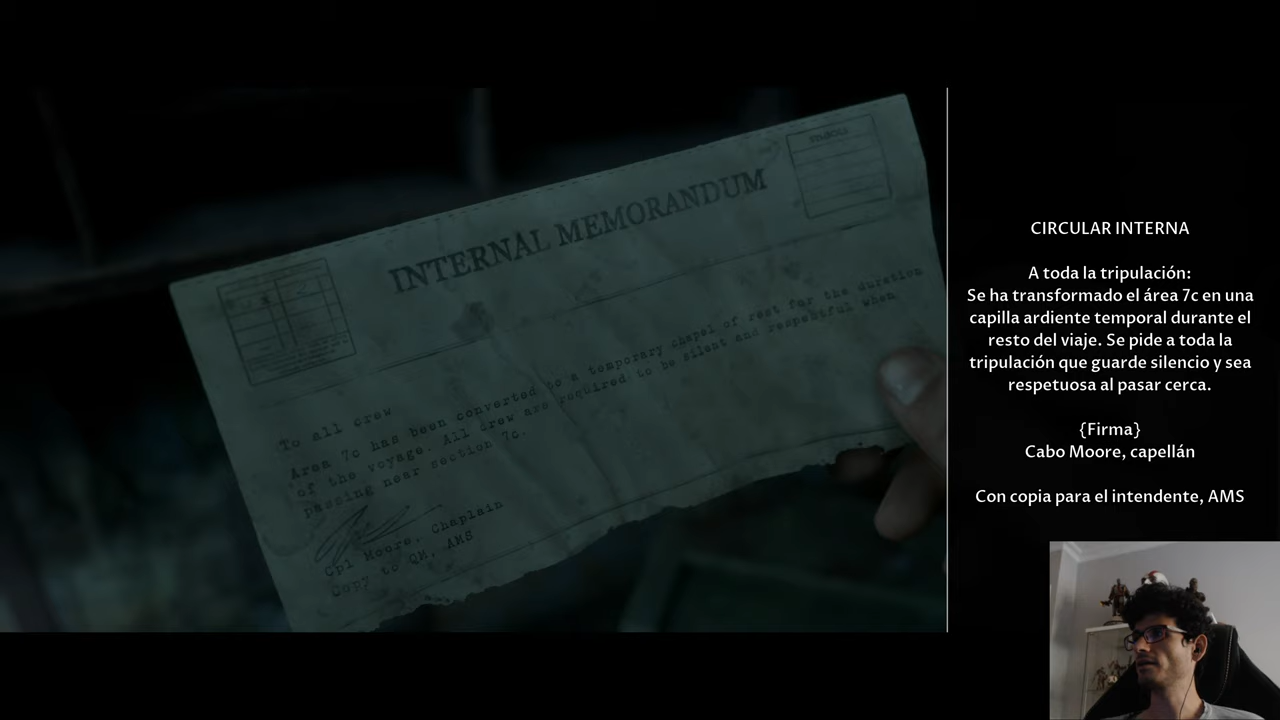 INTERNAL MEMORANDUM
To all crew
Area 7c has been converted to a temporary chapel of rest for the duration
of the voyage. All crew are required to be silent and respectful when
passing near section 7c.
Cpl Moore, Chaplain
Copy to QM, AMS
CIRCULAR INTERNA
A toda la tripulación:
Se ha transformado el área 7c en una
capilla ardiente temporal durante el
resto del viaje. Se pide a toda la
tripulación que guarde silencio y sea
respetuosa al pasar cerca.
{Firma}
Cabo Moore, capellán
Con copia para el intendente, AMS